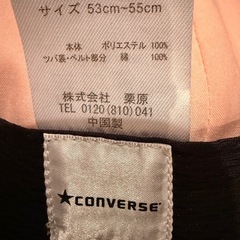 サイズ 53cm~55cm
本体 ポリエステル 100%
ツバ裏・ベルト部分 綿 100%
株式会社 栗原
TEL 0120(810)041
中国製
★CONVERSE